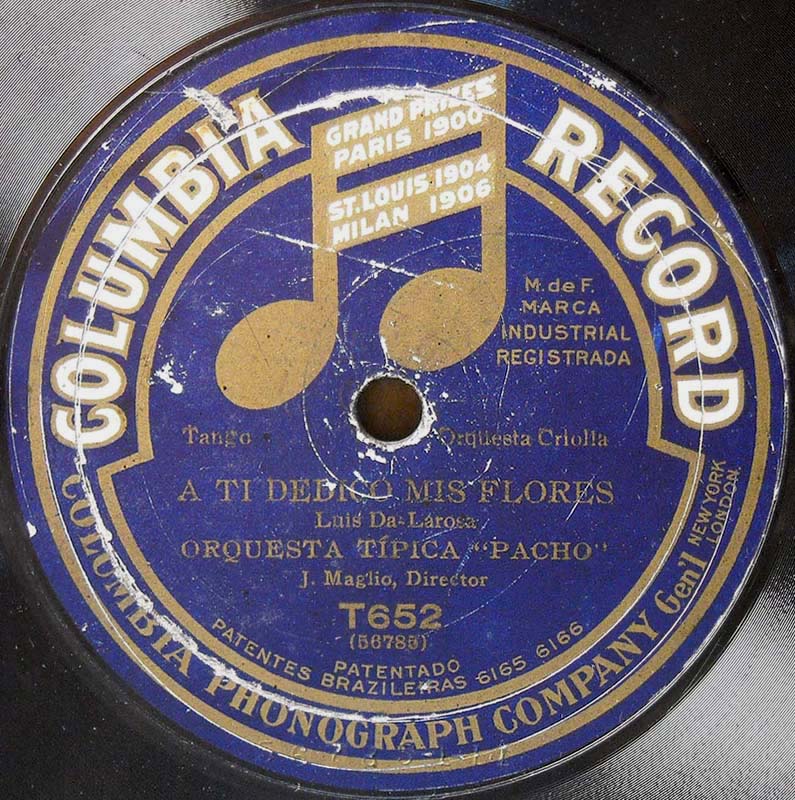 COLUMBIA RECORD
GRAND PRIZES
PARIS 1900
ST. LOUIS 1904
MILAN 1906
M. de F.
MARCA
INDUSTRIAL
REGISTRADA
Tango Orquesta Criolla
A TI DEDICO MIS FLORES
Luis Da-Larosa
ORQUESTA TÍPICA "PACHO"
J. Maglio, Director
T652
(56785)
PATENTADO
PATENTES BRAZILEIRAS 6165 6166
COLUMBIA PHONOGRAPH COMPANY Gen'l NEW YORK
LONDON.